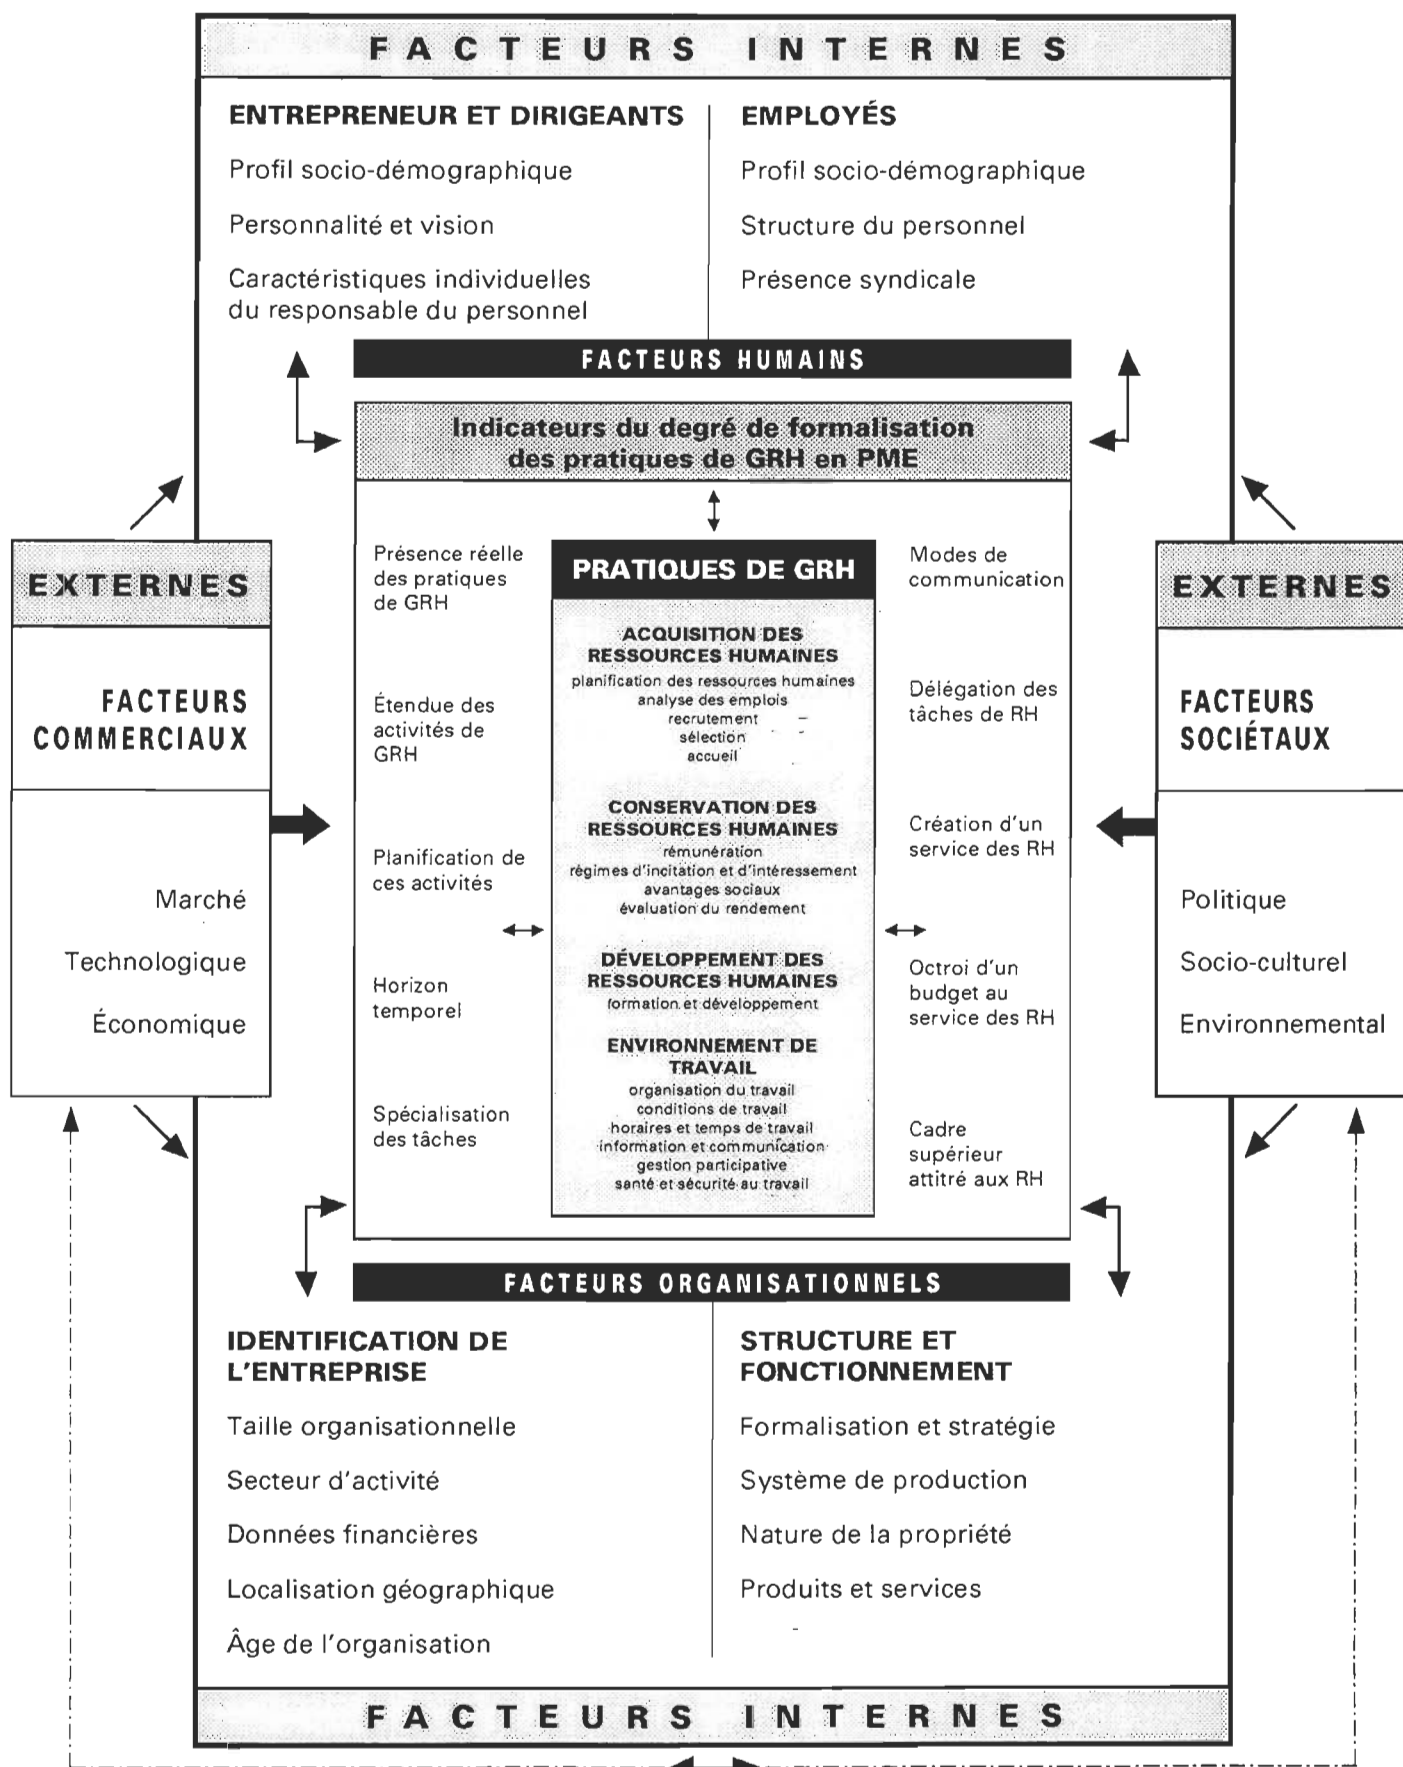 FACTEURS INTERNES
ENTREPRENEUR ET DIRIGEANTS
Profil socio-démographique
Personnalité et vision
Caractéristiques individuelles
du responsable du personnel
EMPLOYÉS
Profil socio-démographique
Structure du personnel
Présence syndicale
FACTEURS HUMAINS
Indicateurs du degré de formalisation
des pratiques de GRH en PME
EXTERNES
FACTEURS
COMMERCIAUX
Marché
Technologique
Économique
Présence réelle
des pratiques
de GRH
Étendue des
activités de
GRH
Planification de
ces activités
Horizon
temporel
Spécialisation
des tâches
PRATIQUES DE GRH
ACQUISITION DES
RESSOURCES HUMAINES
planification des ressources humaines
analyse des emplois
recrutement
sélection
accueil
CONSERVATION DES
RESSOURCES HUMAINES
rémunération
régimes d'incitation et d'intéressement
avantages sociaux
évaluation du rendement
DÉVELOPPEMENT DES
RESSOURCES HUMAINES
formation et développement
ENVIRONNEMENT DE
TRAVAIL
organisation du travail
conditions de travail
horaires et temps de travail
information et communication
gestion participative
santé et sécurité au travail
Modes de
communication
Délégation des
tâches de RH
Création d'un
service des RH
Octroi d'un
budget au
service des RH
Cadre
supérieur
attitré aux RH
EXTERNES
FACTEURS
SOCIÉTAUX
Politique
Socio-culturel
Environnemental
FACTEURS ORGANISATIONNELS
IDENTIFICATION DE
L'ENTREPRISE
Taille organisationnelle
Secteur d'activité
Données financières
Localisation géographique
Âge de l'organisation
STRUCTURE ET
FONCTIONNEMENT
Formalisation et stratégie
Système de production
Nature de la propriété
Produits et services
FACTEURS INTERNES